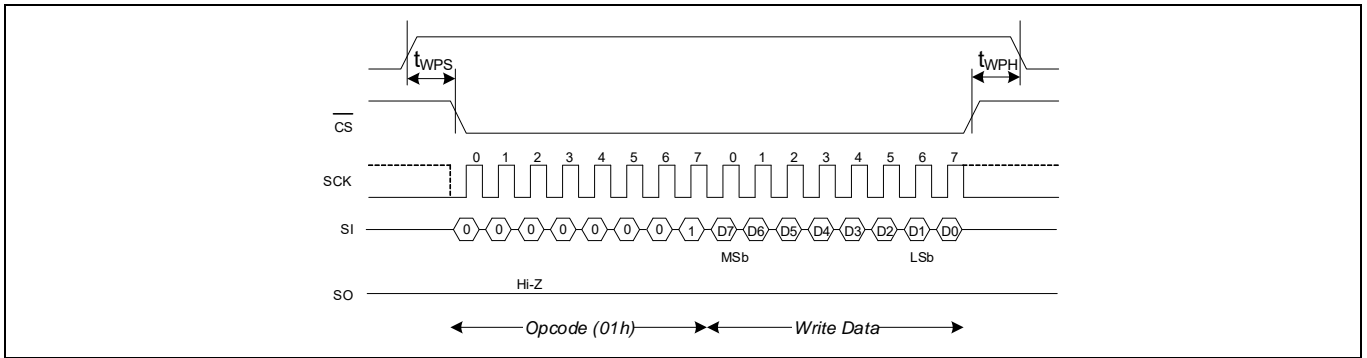 tWPS tWPH
CS
0 1 2 3 4 5 6 7 0 1 2 3 4 5 6 7
SCK
SI 0 0 0 0 0 0 0 1 D7 D6 D5 D4 D3 D2 D1 D0
MSb LSb
Hi-Z
SO
Opcode (01h) Write Data